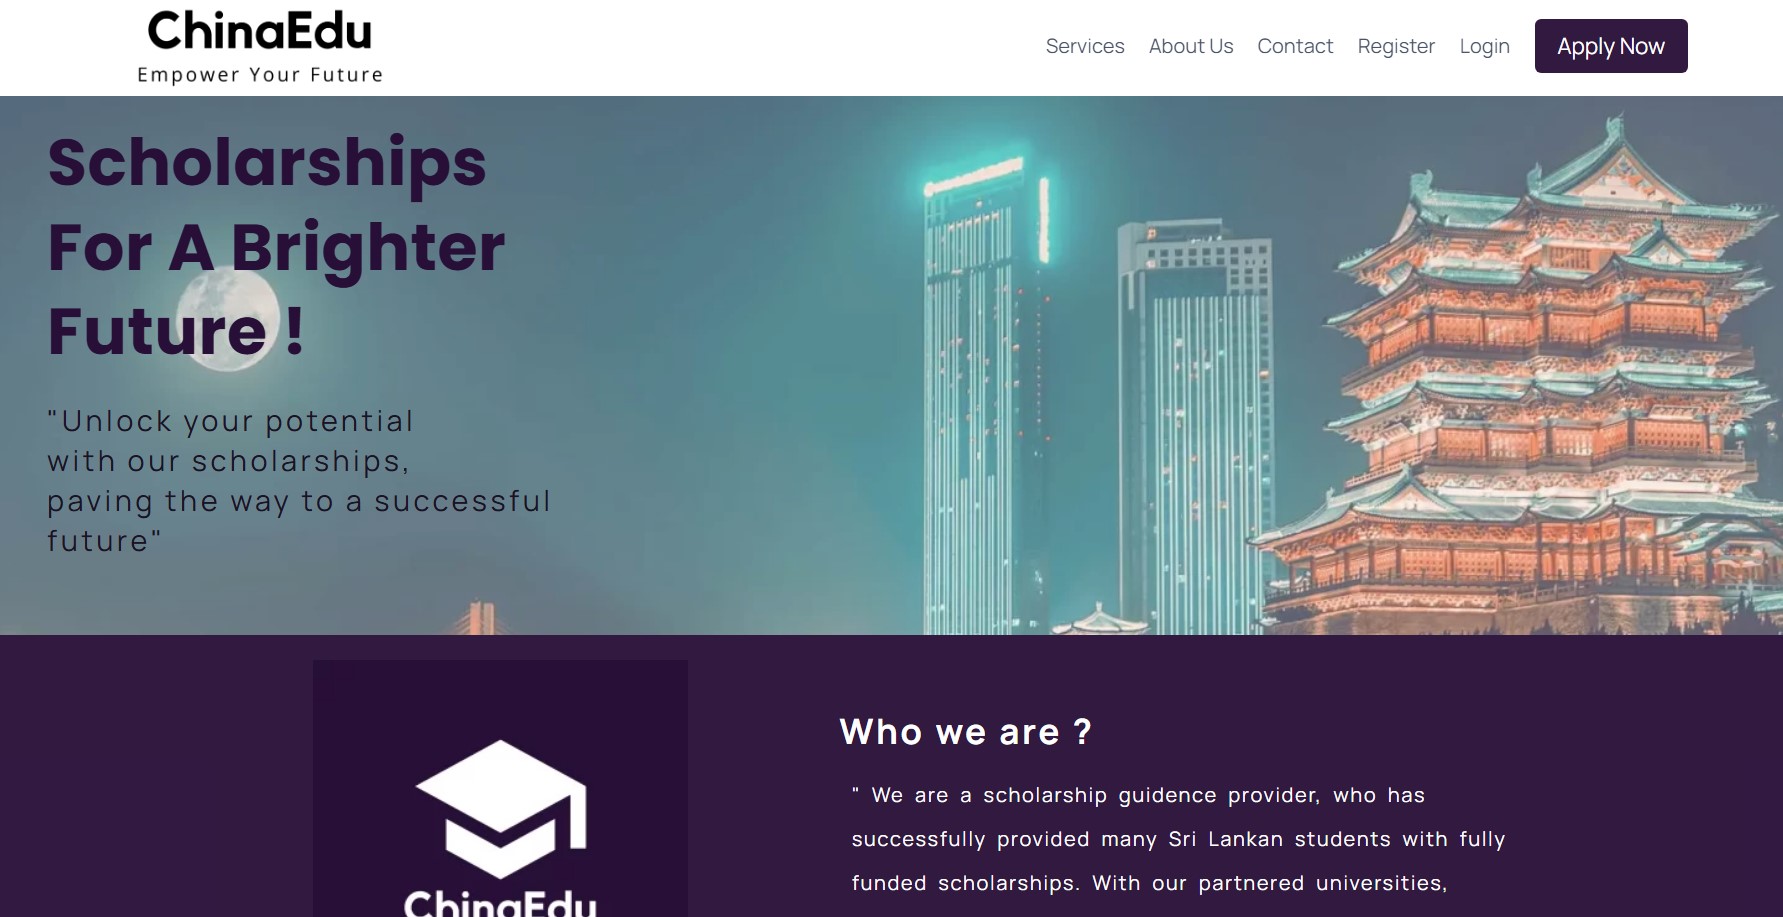 ChinaEdu
Empower Your Future
Services About Us Contact Register Login Apply Now
Scholarships
For A Brighter
Future !
"Unlock your potential
with our scholarships,
paving the way to a successful
future"
Who we are ?
" We are a scholarship guidence provider, who has
successfully provided many Sri Lankan students with fully
funded scholarships. With our partnered universities,
ChinaEdu